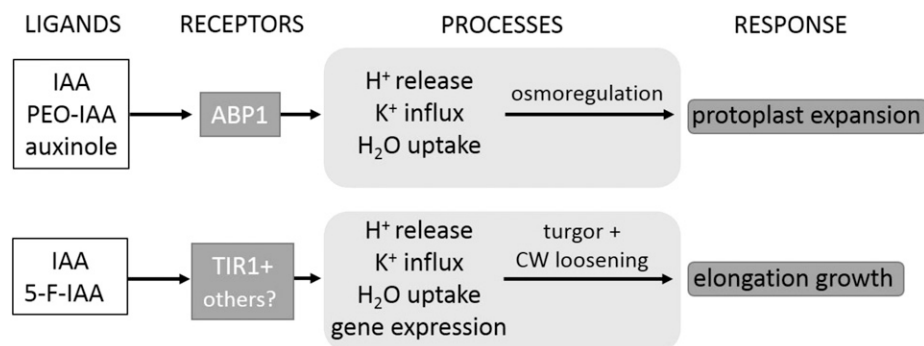 LIGANDS RECEPTORS PROCESSES RESPONSE
IAA
PEO-IAA
auxinole
ABP1
H⁺ release
K⁺ influx
H₂O uptake
osmoregulation
protoplast expansion
IAA
5-F-IAA
TIR1+
others?
H⁺ release
K⁺ influx
H₂O uptake
gene expression
turgor +
CW loosening
elongation growth